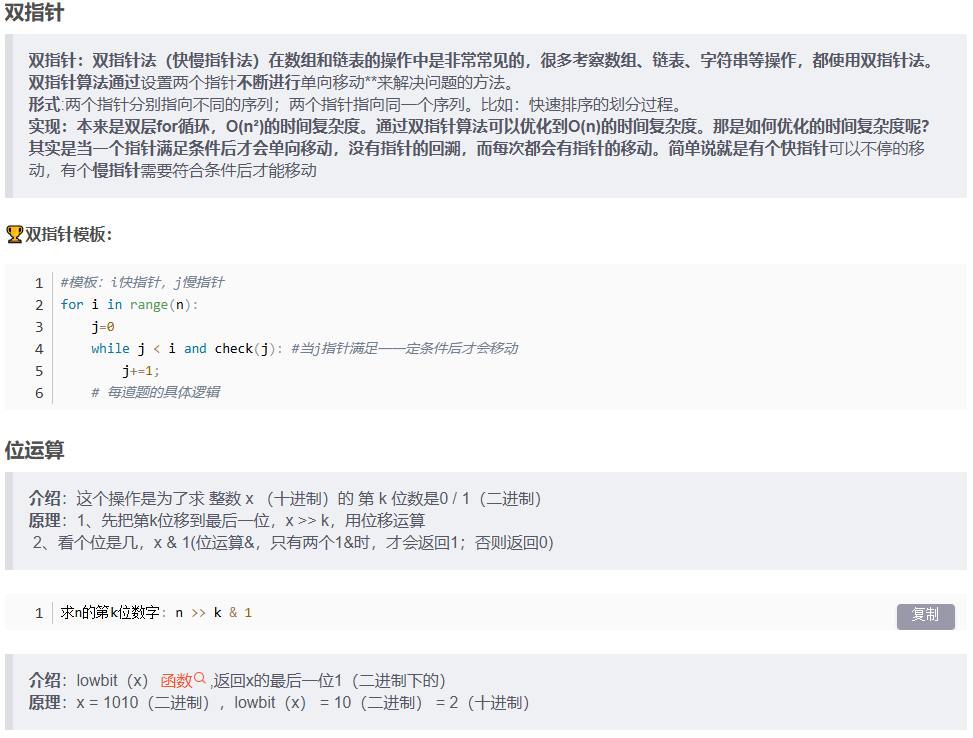 双指针
双指针：双指针法（快慢指针法）在数组和链表的操作中是非常常见的，很多考察数组、链表、字符串等操作，都使用双指针法。
双指针算法通过设置两个指针不断进行单向移动**来解决问题的方法。
形式:两个指针分别指向不同的序列；两个指针指向同一个序列。比如：快速排序的划分过程。
实现：本来是双层for循环，O(n²)的时间复杂度。通过双指针算法可以优化到O(n)的时间复杂度。那是如何优化的时间复杂度呢?
其实是当一个指针满足条件后才会单向移动，没有指针的回溯，而每次都会有指针的移动。简单说就是有个快指针可以不停的移
动，有个慢指针需要符合条件后才能移动
🏆双指针模板：
1 #模板：i快指针，j慢指针
2 for i in range(n):
3     j=0
4     while j < i and check(j): #当j指针满足一一定条件后才会移动
5         j+=1;
6     # 每道题的具体逻辑
位运算
介绍：这个操作是为了求 整数 x （十进制）的 第 k 位数是0 / 1（二进制）
原理：1、先把第k位移到最后一位，x >> k，用位移运算
2、看个位是几，x & 1(位运算&，只有两个1&时，才会返回1；否则返回0)
1 求n的第k位数字: n >> k & 1
复制
介绍：lowbit（x） 函数 ,返回x的最后一位1（二进制下的）
原理：x = 1010（二进制），lowbit（x） = 10（二进制） = 2（十进制）